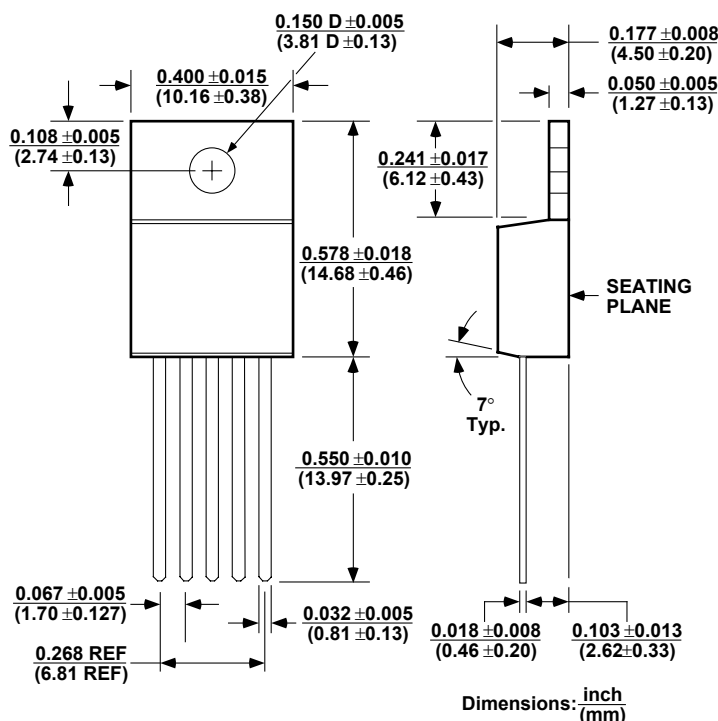 0.150 D ±0.005
(3.81 D ±0.13)
0.400 ±0.015
(10.16 ±0.38)
0.108 ±0.005
(2.74 ±0.13)
0.177 ±0.008
(4.50 ±0.20)
0.050 ±0.005
(1.27 ±0.13)
0.241 ±0.017
(6.12 ±0.43)
0.578 ±0.018
(14.68 ±0.46)
SEATING
PLANE
7°
Typ.
0.550 ±0.010
(13.97 ±0.25)
0.067 ±0.005
(1.70 ±0.127)
0.032 ±0.005
(0.81 ±0.13)
0.268 REF
(6.81 REF)
0.018 ±0.008
(0.46 ±0.20)
0.103 ±0.013
(2.62±0.33)
Dimensions: inch
(mm)